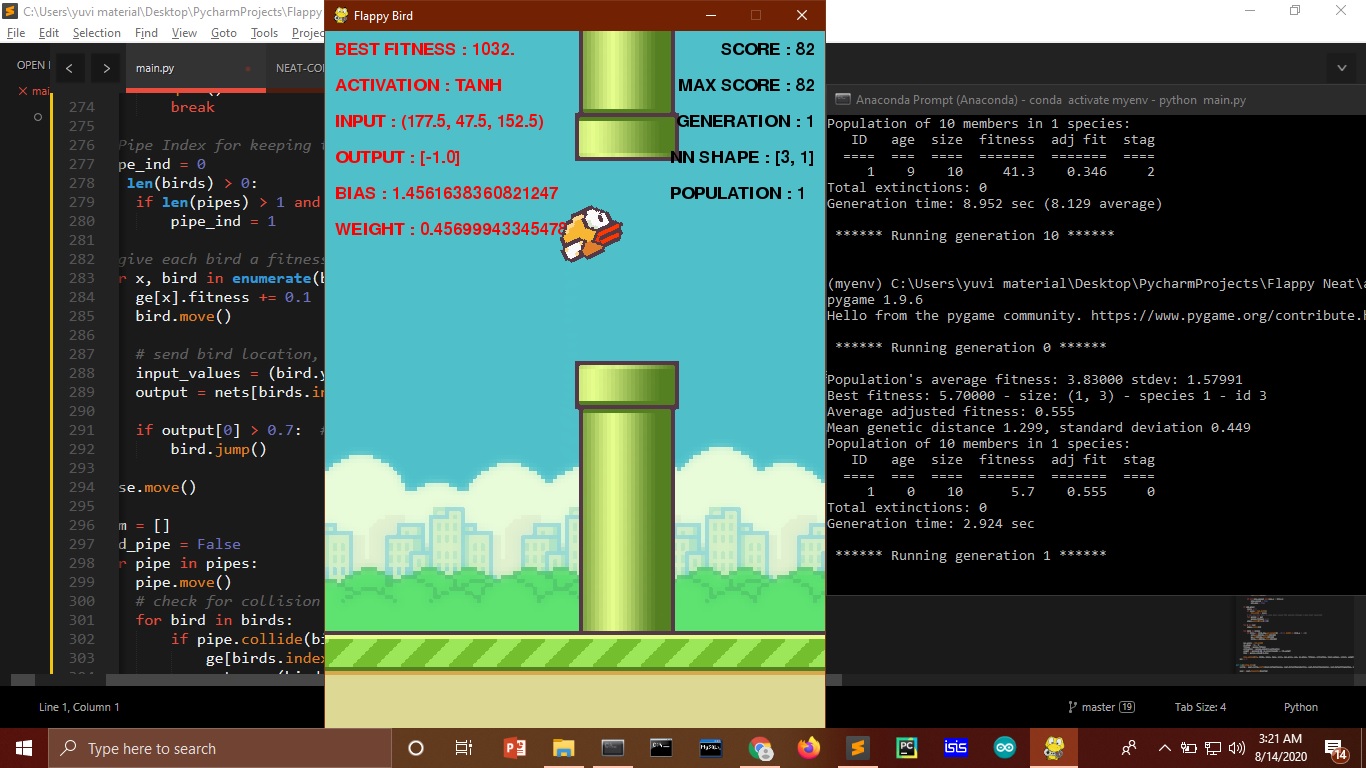 C:\Users\yuvi material\Desktop\PycharmProjects\Flappy
File Edit Selection Find View Goto Tools Projec
OPEN
main.py
NEAT-CO
274 break
275
276 Pipe Index for keeping
277 pe_ind = 0
278 len(birds) > 0:
279 if len(pipes) > 1 and
280 pipe_ind = 1
281
282 give each bird a fitness
283 r x, bird in enumerate(
284 ge[x].fitness += 0.1
285 bird.move()
286
287 # send bird location,
288 input_values = (bird.y
289 output = nets[birds.in
290
291 if output[0] > 0.7: #
292 bird.jump()
293
294 se.move()
295
296 m = []
297 d_pipe = False
298 r pipe in pipes:
299 pipe.move()
300 # check for collision
301 for bird in birds:
302 if pipe.collide(bi
303 ge[birds.index
Line 1, Column 1
Flappy Bird
BEST FITNESS : 1032.
ACTIVATION : TANH
INPUT : (177.5, 47.5, 152.5)
OUTPUT : [-1.0]
BIAS : 1.4561638360821247
WEIGHT : 0.45699943345478
SCORE : 82
MAX SCORE : 82
GENERATION : 1
NN SHAPE : [3, 1]
POPULATION : 1
Anaconda Prompt (Anaconda) - conda activate myenv - python main.py
Population of 10 members in 1 species:
ID age size fitness adj fit stag
==== === ==== ======= ======= ====
1 9 10 41.3 0.346 2
Total extinctions: 0
Generation time: 8.952 sec (8.129 average)
****** Running generation 10 ******
(myenv) C:\Users\yuvi material\Desktop\PycharmProjects\Flappy Neat\a
pygame 1.9.6
Hello from the pygame community. https://www.pygame.org/contribute.h
****** Running generation 0 ******
Population's average fitness: 3.83000 stdev: 1.57991
Best fitness: 5.70000 - size: (1, 3) - species 1 - id 3
Average adjusted fitness: 0.555
Mean genetic distance 1.299, standard deviation 0.449
Population of 10 members in 1 species:
ID age size fitness adj fit stag
==== === ==== ======= ======= ====
1 0 10 5.7 0.555 0
Total extinctions: 0
Generation time: 2.924 sec
****** Running generation 1 ******
master 19
Tab Size: 4
Python
Type here to search
MySQL
PC
isis
3:21 AM
8/14/2020
14